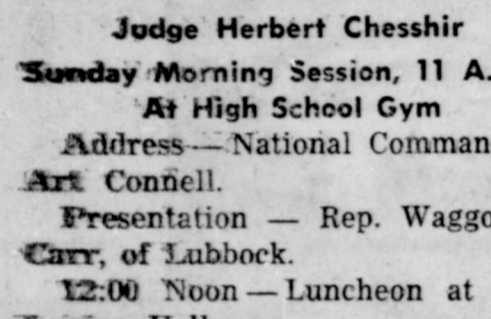 Judge Herbert Chesshir
Sunday Morning Session, 11 A.
At High School Gym
Address — National Comman
Art Connell.
Presentation — Rep. Waggo
Carr, of Lubbock.
12:00 Noon — Luncheon at